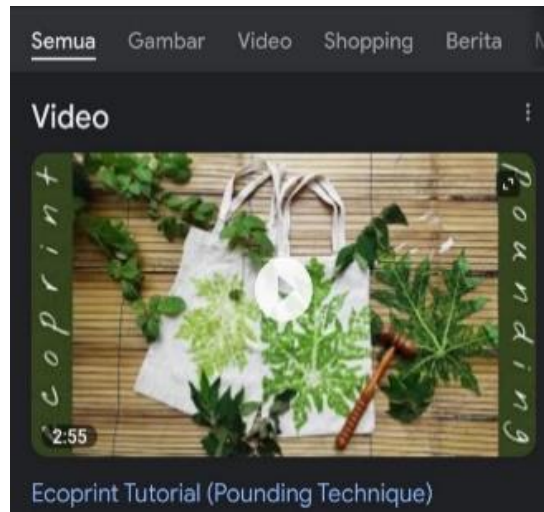 Semua Gambar Video Shopping Berita
Video
ecoprint
Pounding
2:55
Ecoprint Tutorial (Pounding Technique)